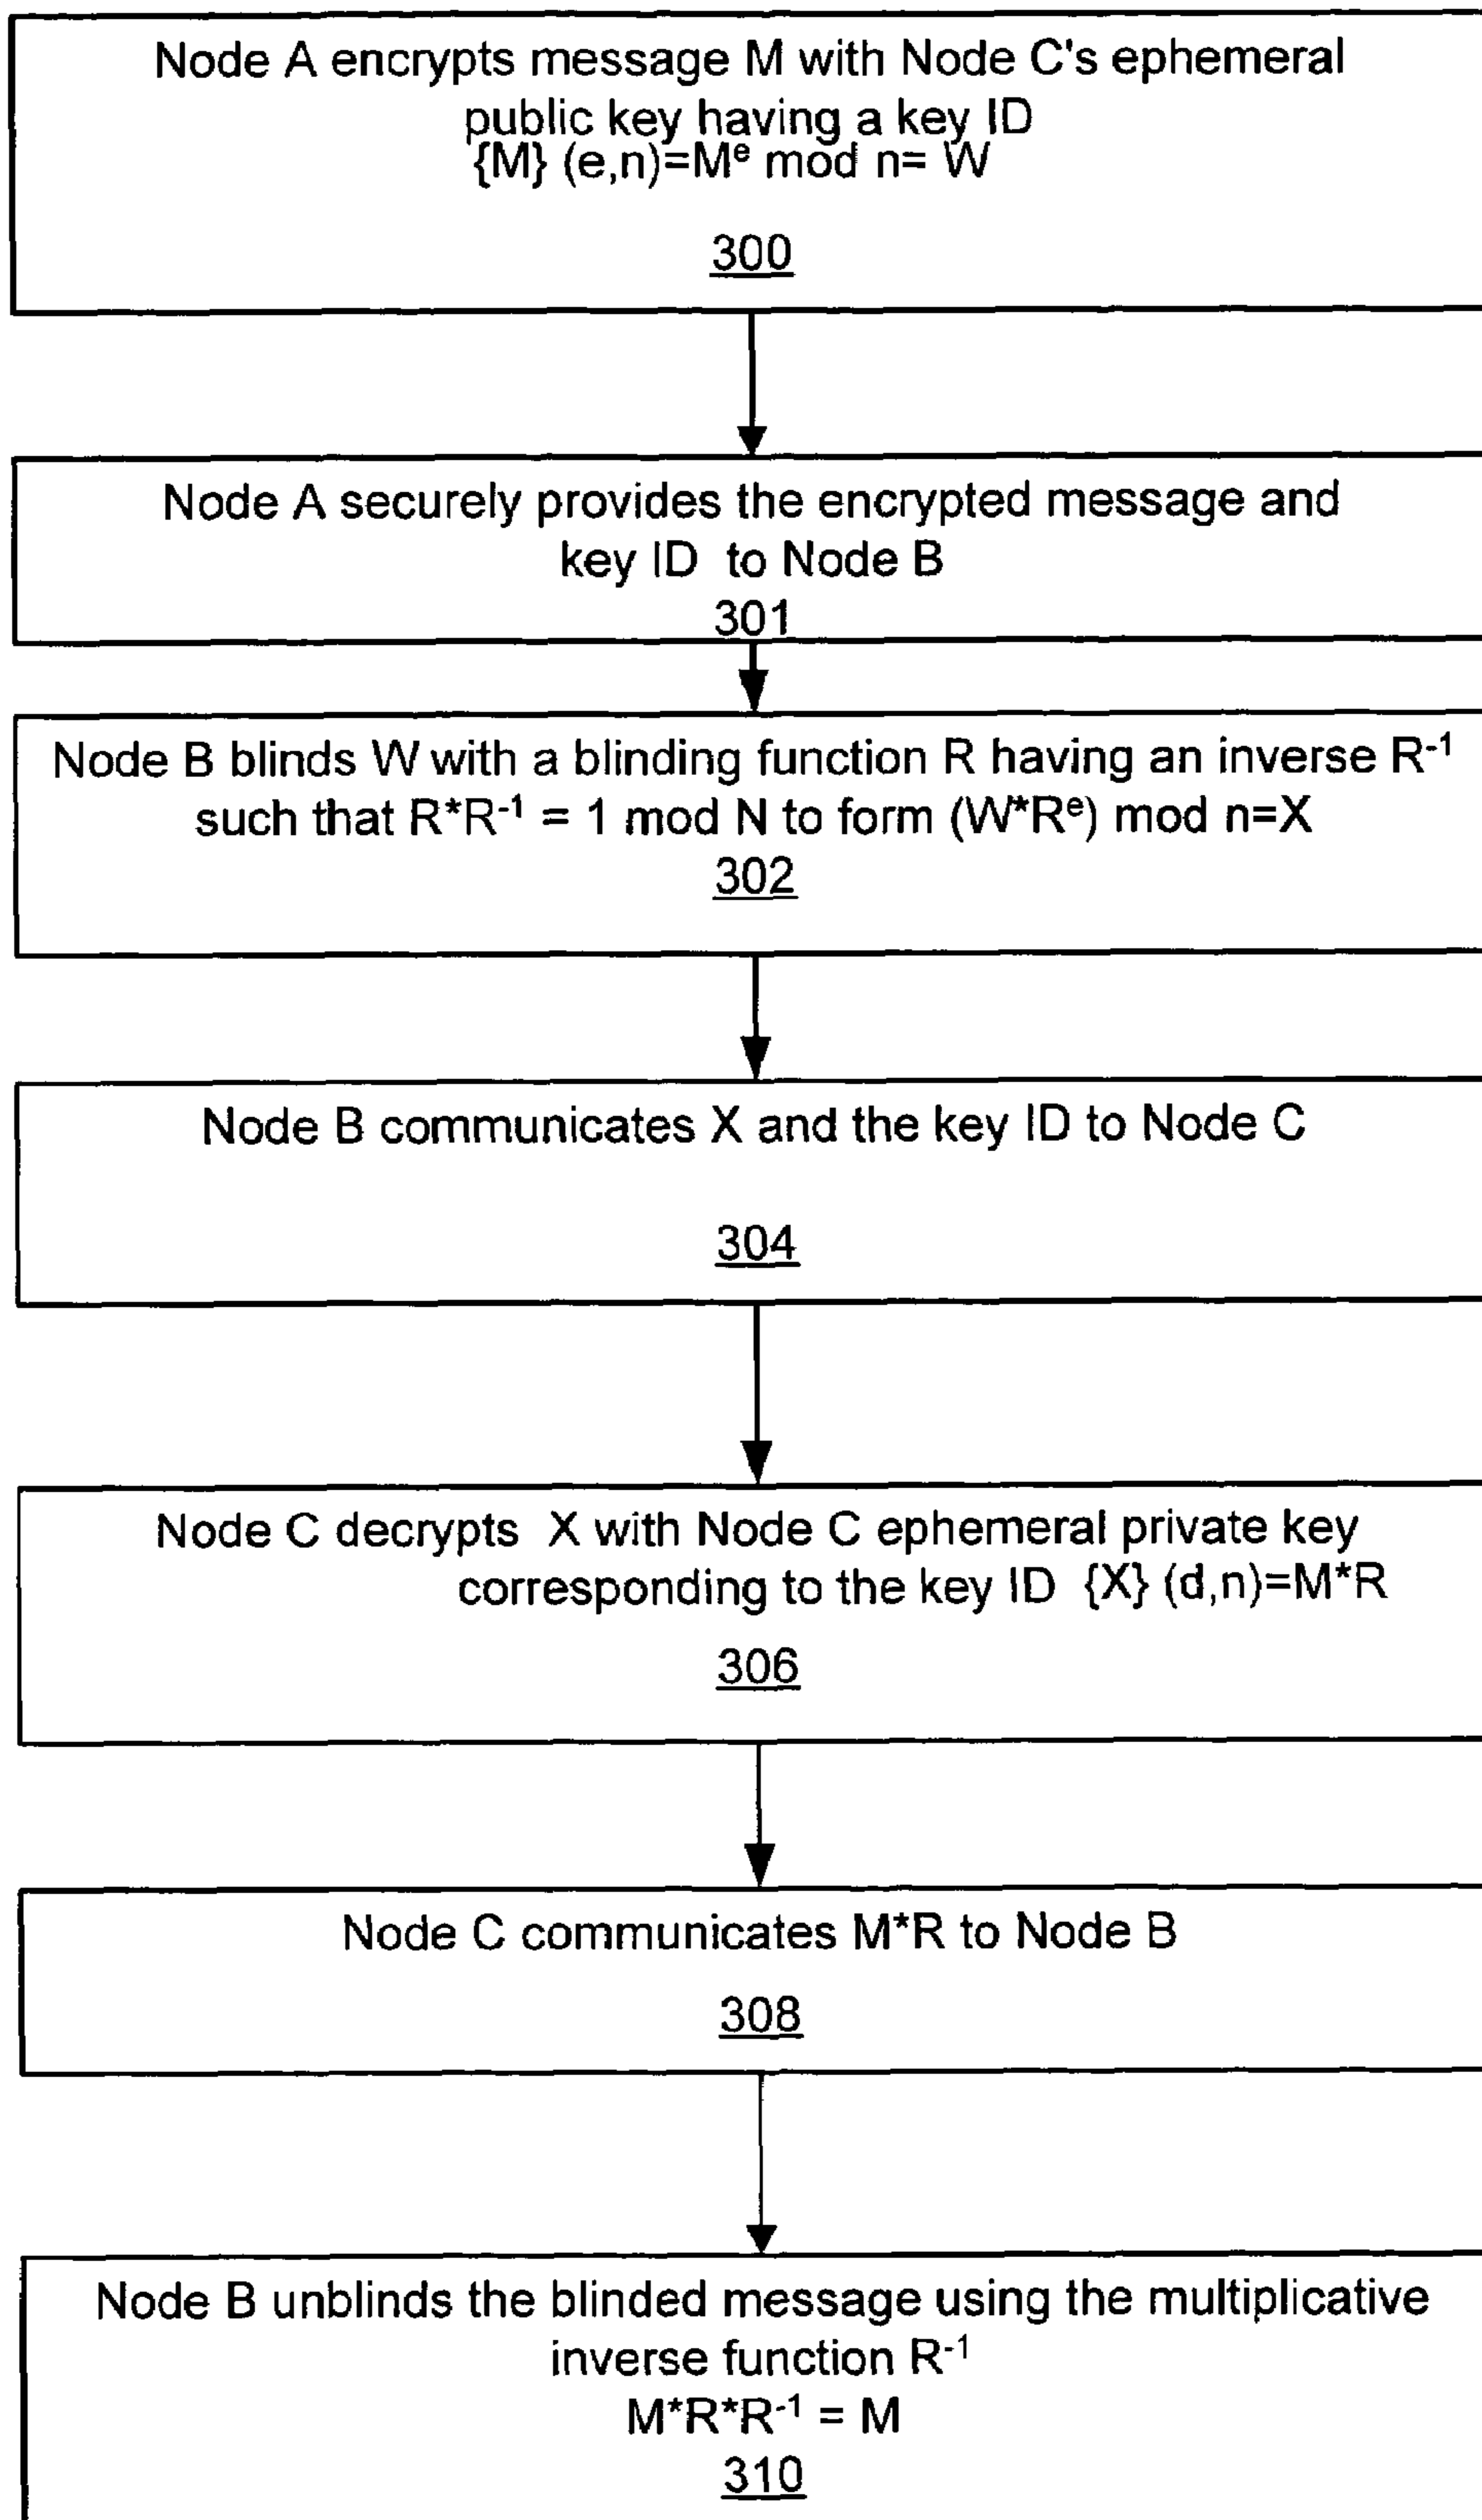 Node A encrypts message M with Node C's ephemeral
public key having a key ID
{M} (e,n)=Mᵉ mod n= W
300
Node A securely provides the encrypted message and
key ID to Node B
301
Node B blinds W with a blinding function R having an inverse R⁻¹
such that R*R⁻¹ = 1 mod N to form (W*Rᵉ) mod n=X
302
Node B communicates X and the key ID to Node C
304
Node C decrypts X with Node C ephemeral private key
corresponding to the key ID {X} (d,n)=M*R
306
Node C communicates M*R to Node B
308
Node B unblinds the blinded message using the multiplicative
inverse function R⁻¹
M*R*R⁻¹ = M
310